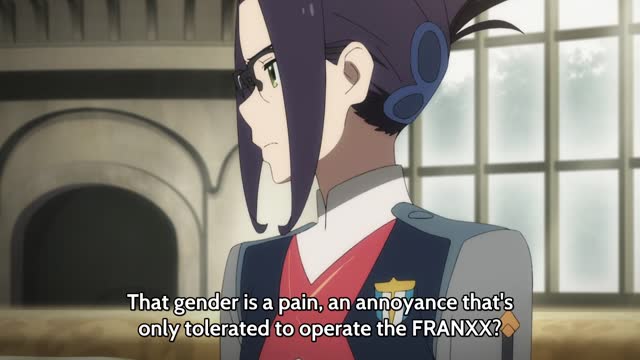 That gender is a pain, an annoyance that's
only tolerated to operate the FRANXX?